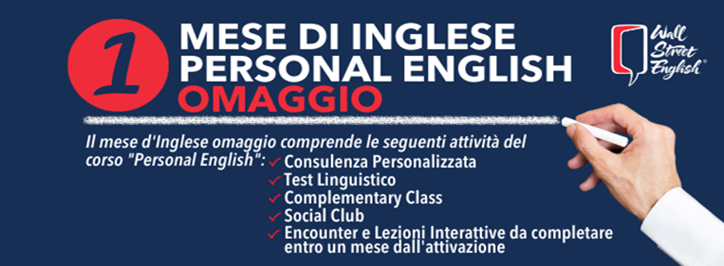 1
MESE DI INGLESE
PERSONAL ENGLISH
OMAGGIO
Wall
Street
English®
Il mese d'Inglese omaggio comprende le seguenti attività del
corso "Personal English":
✓ Consulenza Personalizzata
✓ Test Linguistico
✓ Complementary Class
✓ Social Club
✓ Encounter e Lezioni Interattive da completare
entro un mese dall'attivazione